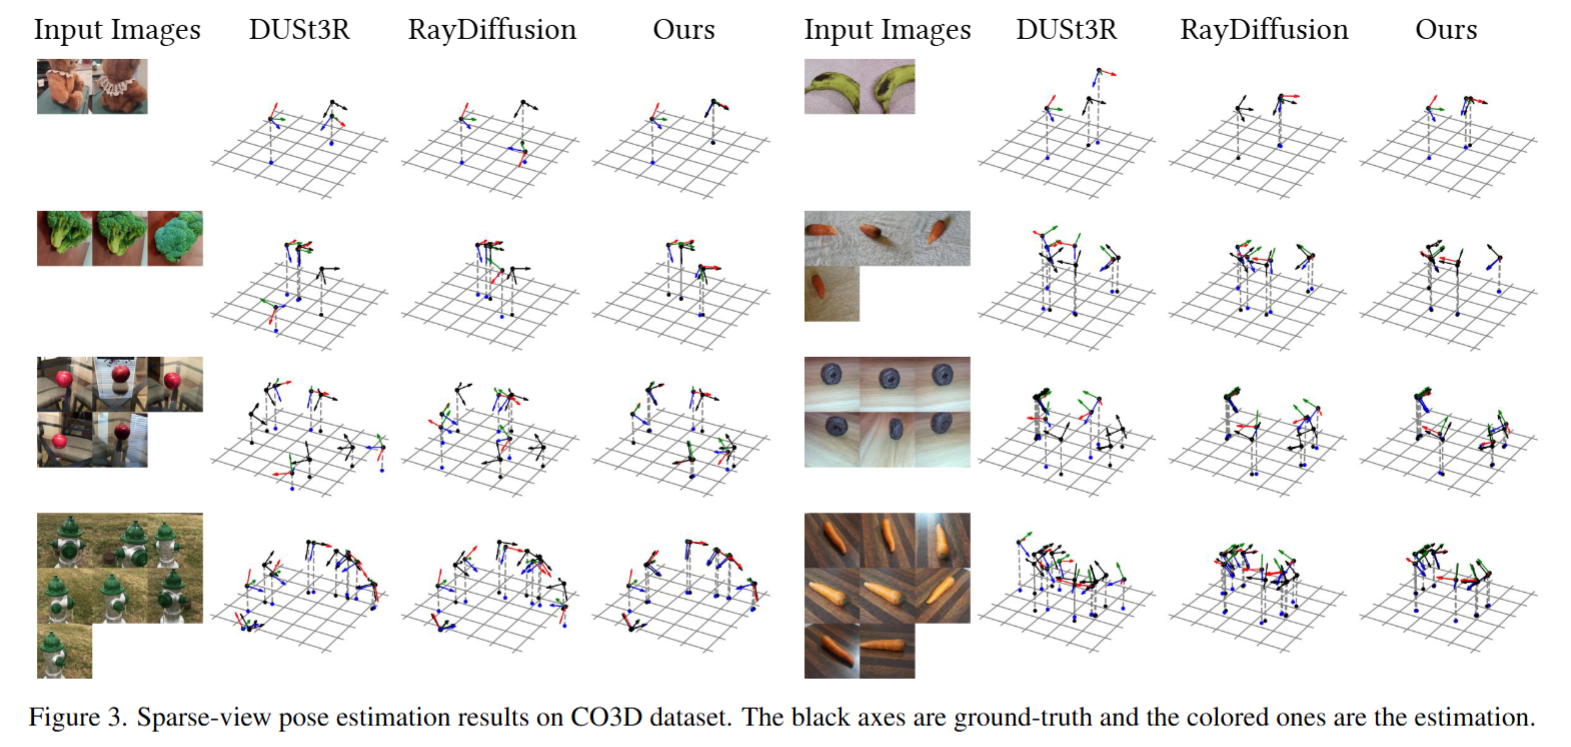 Input Images DUSt3R RayDiffusion Ours Input Images DUSt3R RayDiffusion Ours
Figure 3. Sparse-view pose estimation results on CO3D dataset. The black axes are ground-truth and the colored ones are the estimation.